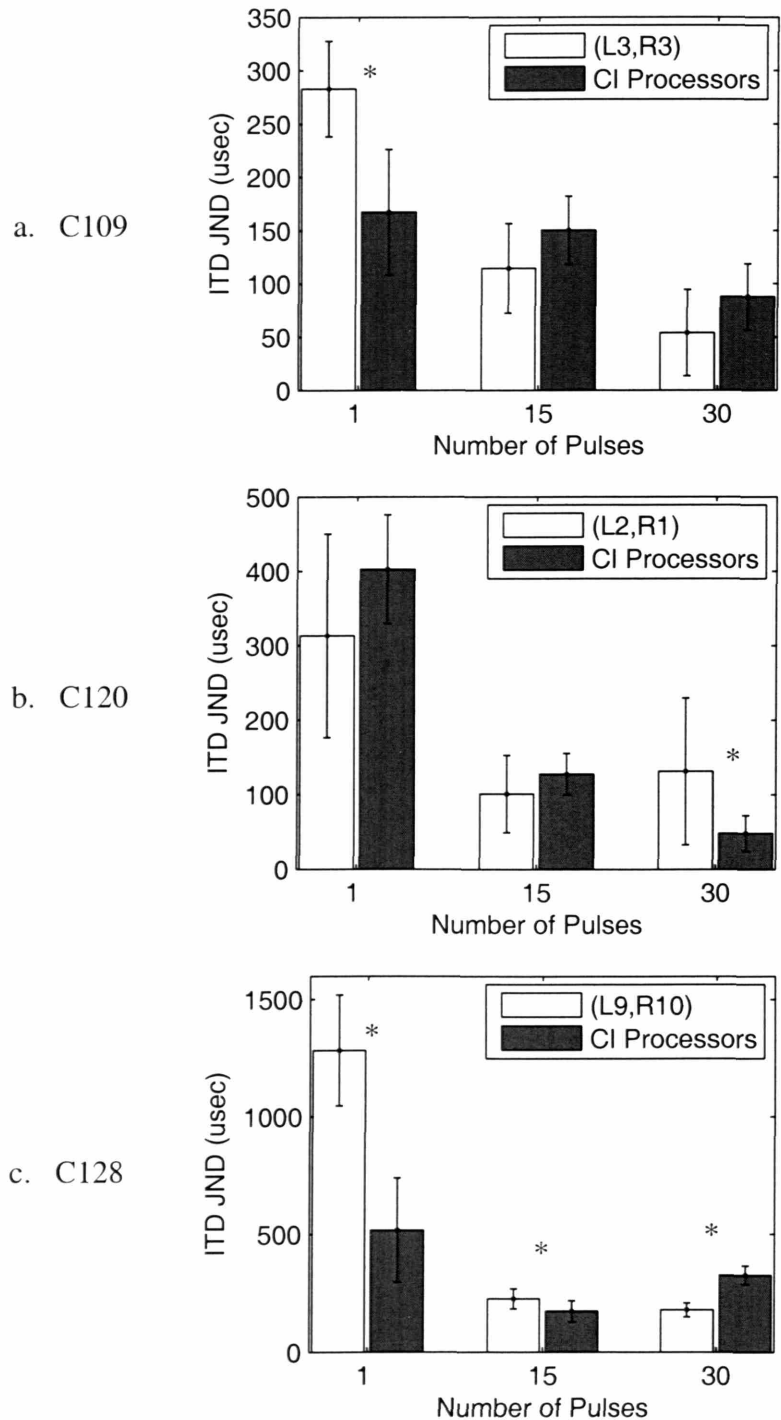 a. C109
350
300
250
200
150
100
50
0
ITD JND (usec)
(L3,R3)
CI Processors
*
1 15 30
Number of Pulses
b. C120
500
400
300
200
100
0
ITD JND (usec)
(L2,R1)
CI Processors
*
1 15 30
Number of Pulses
c. C128
1500
1000
500
0
ITD JND (usec)
(L9,R10)
CI Processors
*
*
*
1 15 30
Number of Pulses